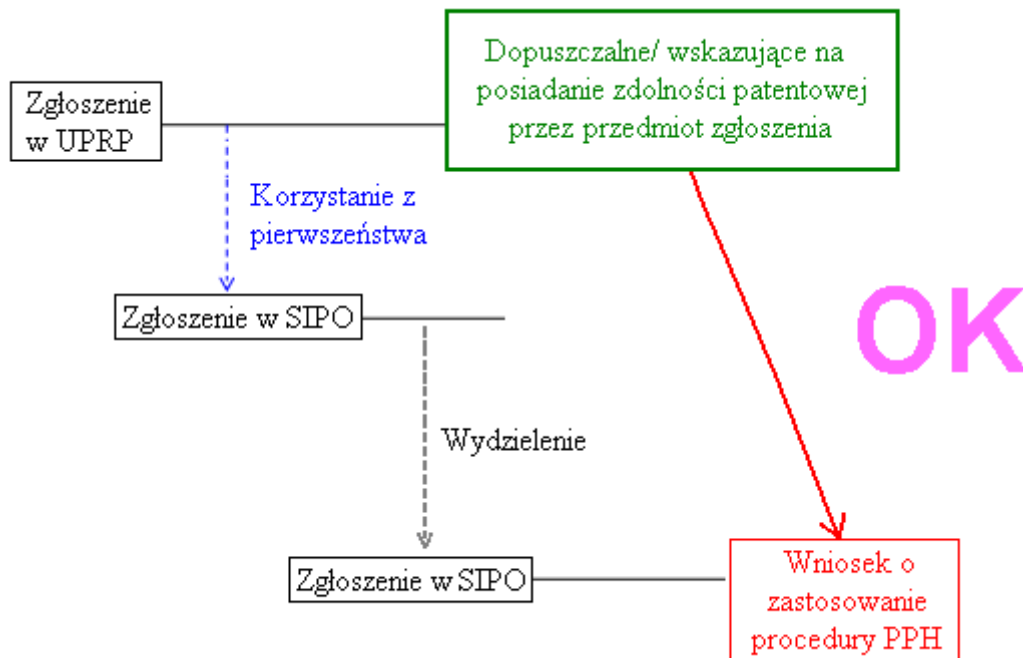 Dopuszczalne/ wskazujące na
posiadanie zdolności patentowej
przez przedmiot zgłoszenia
Zgłoszenie
w UPRP
Korzystanie z
pierwszeństwa
Zgłoszenie w SIPO
OK
Wydzielenie
Zgłoszenie w SIPO
Wniosek o
zastosowanie
procedury PPH